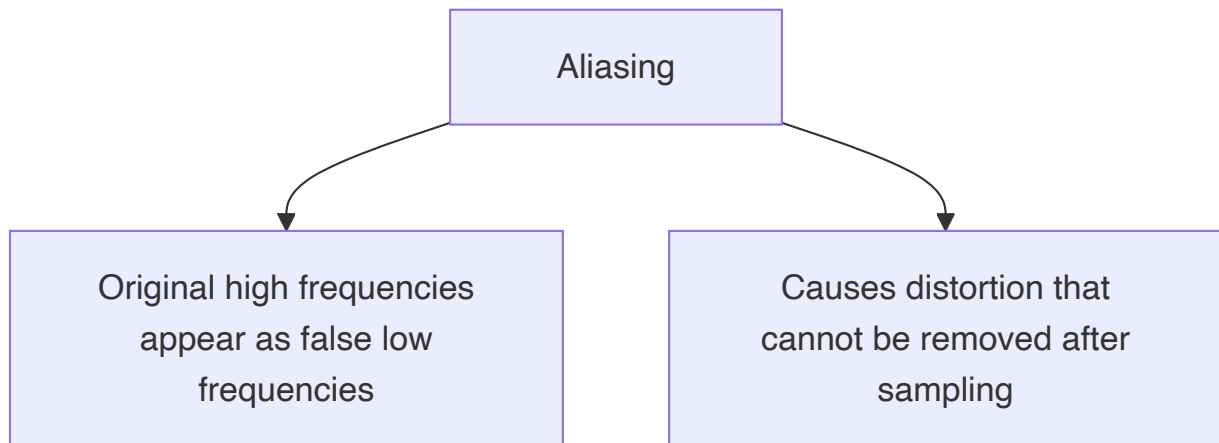 Aliasing
Original high frequencies
appear as false low
frequencies
Causes distortion that
cannot be removed after
sampling